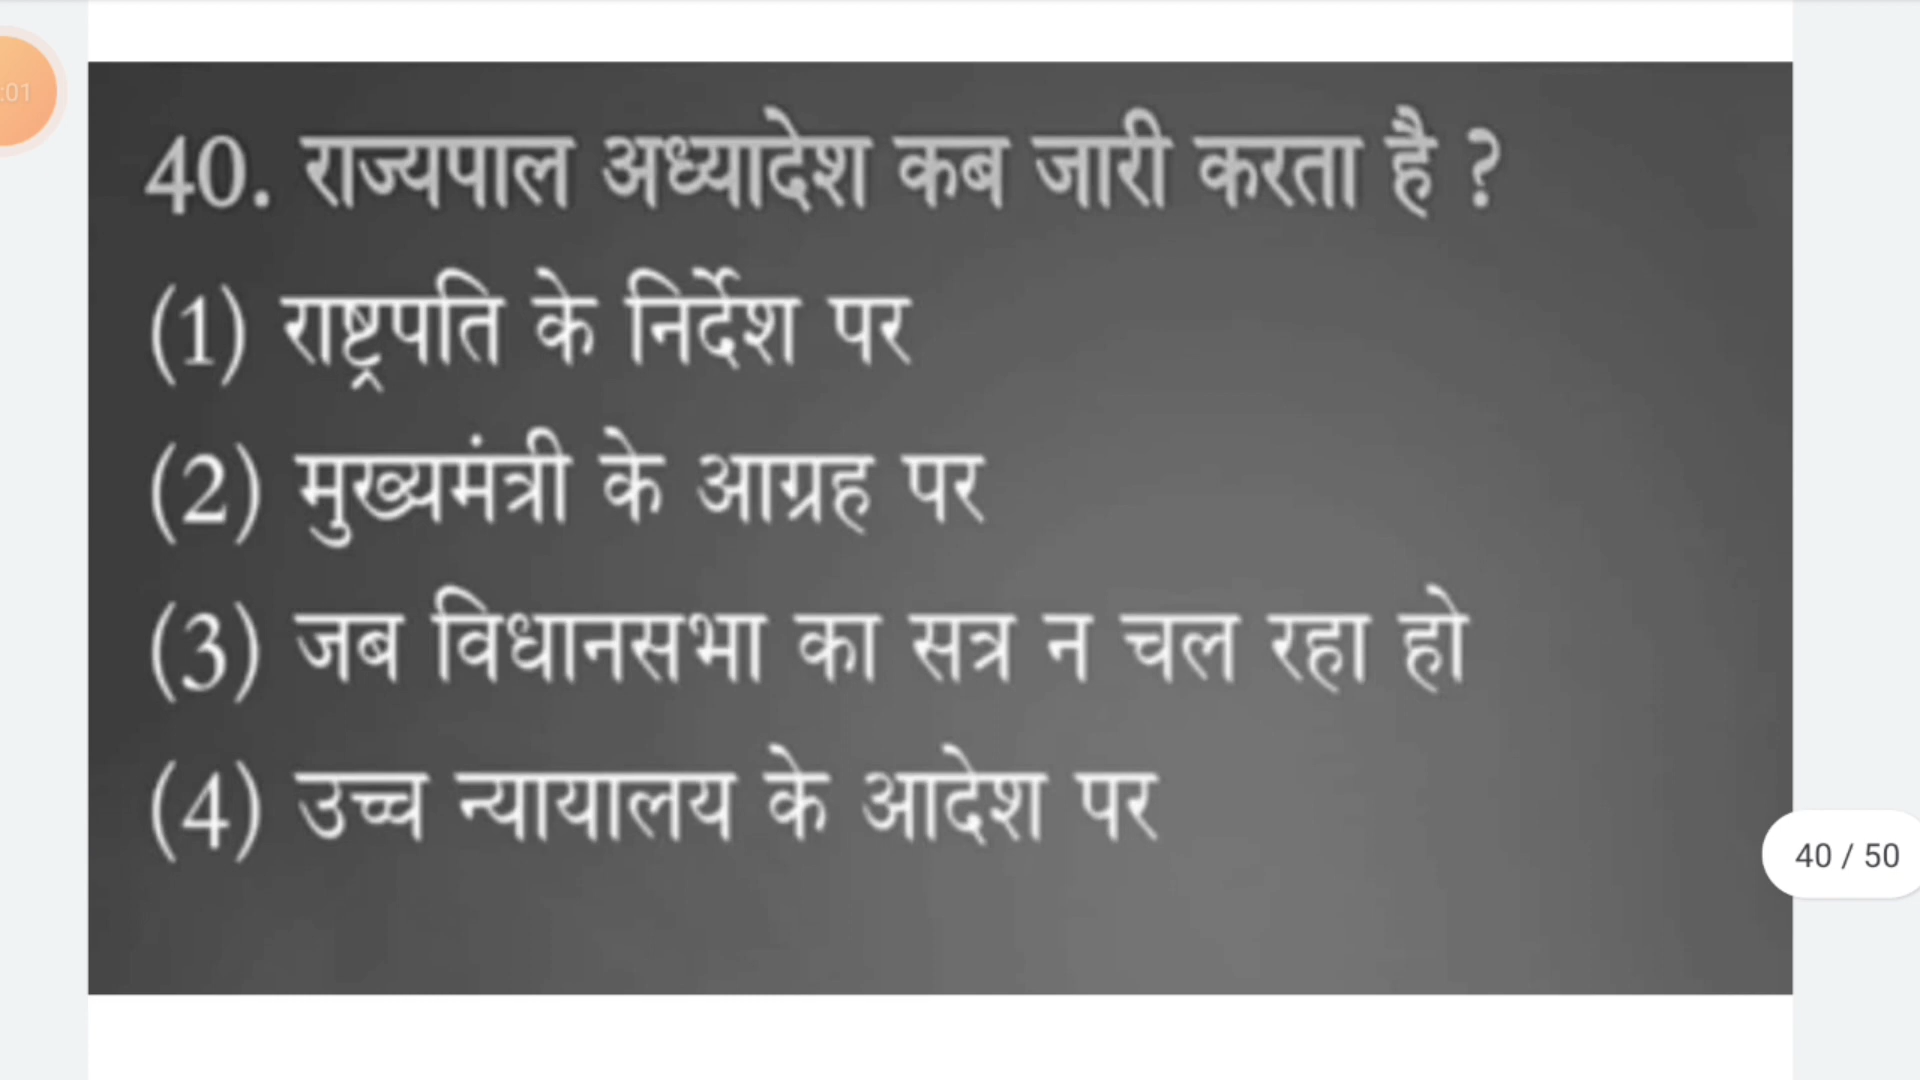 :01
40. राज्यपाल अध्यादेश कब जारी करता है ?
(1) राष्ट्रपति के निर्देश पर
(2) मुख्यमंत्री के आग्रह पर
(3) जब विधानसभा का सत्र न चल रहा हो
(4) उच्च न्यायालय के आदेश पर
40 / 50